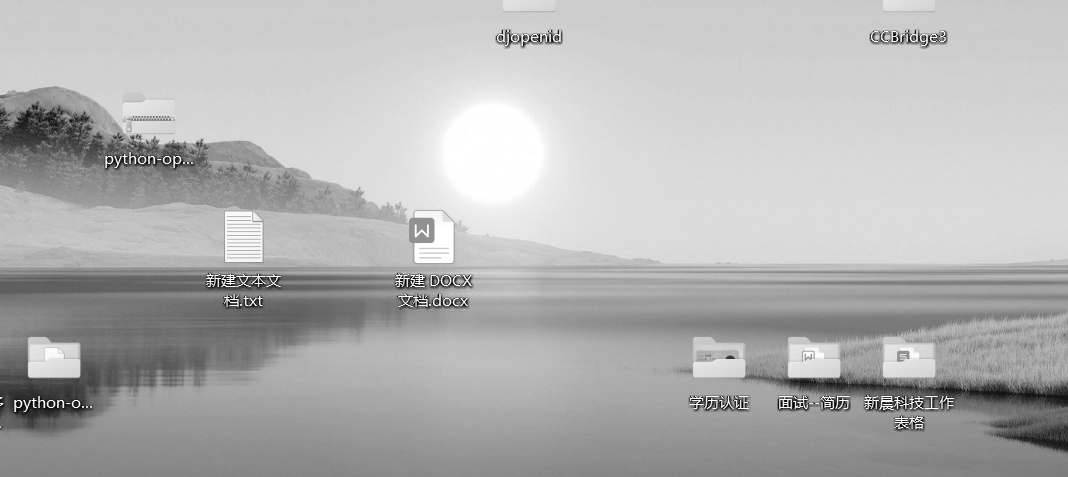 djopenid
CCBridge3
python-op...
新建文本文
档.txt
新建 DOCX
文档.docx
python-o...
学历认证
面试--简历
新晨科技工作
表格